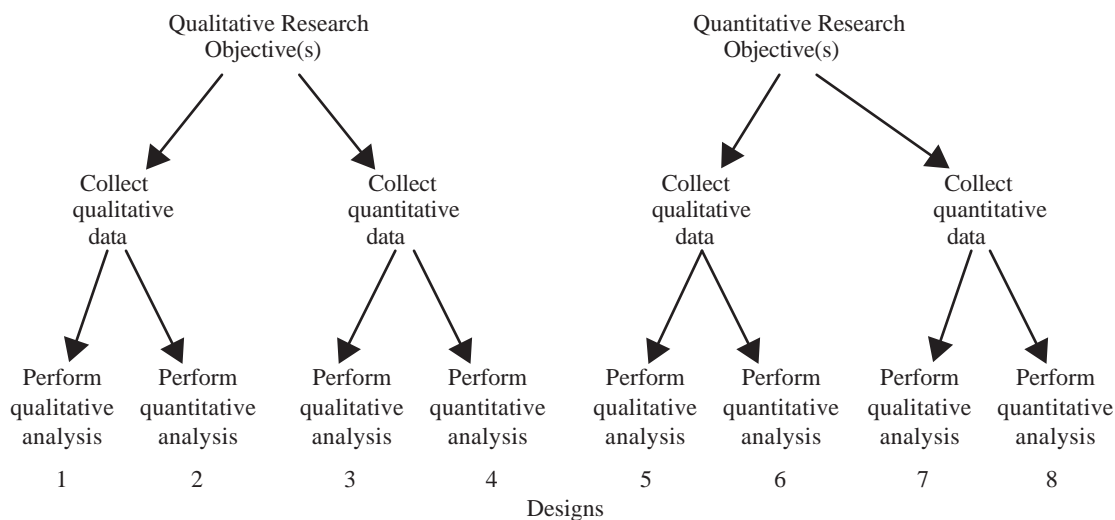 Qualitative Research
Objective(s)
Quantitative Research
Objective(s)
Collect
qualitative
data
Collect
quantitative
data
Collect
qualitative
data
Collect
quantitative
data
Perform
qualitative
analysis
1
Perform
quantitative
analysis
2
Perform
qualitative
analysis
3
Perform
quantitative
analysis
4
Perform
qualitative
analysis
5
Perform
quantitative
analysis
6
Perform
qualitative
analysis
7
Perform
quantitative
analysis
8
Designs